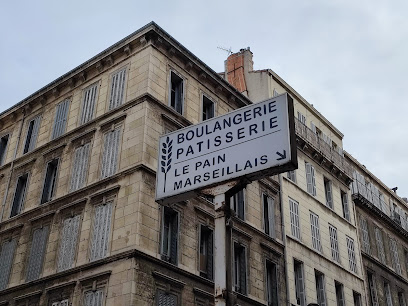 BOULANGERIE
PATISSERIE
LE PAIN
MARSEILLAIS